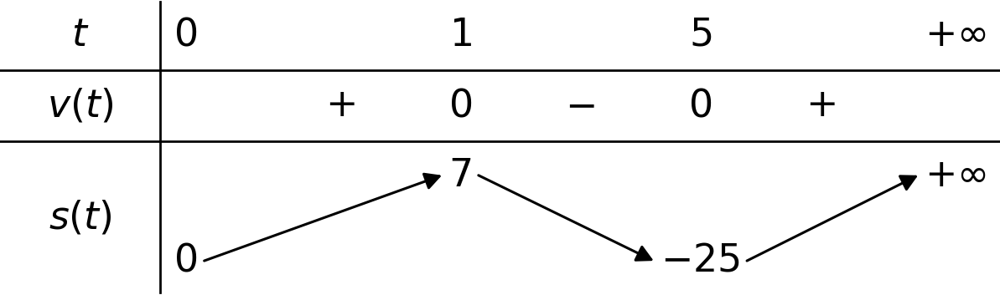 t 0 1 5 +∞
v(t) + 0 − 0 +
7 +∞
s(t)
0 −25